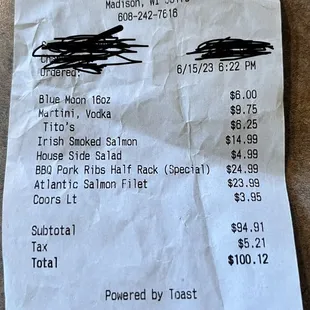 Madison, WI
608-242-7616
Ordered: 6/15/23 6:22 PM
Blue Moon 16oz $6.00
Martini, Vodka $9.75
Tito's $6.25
Irish Smoked Salmon $14.99
House Side Salad $4.99
BBQ Pork Ribs Half Rack (Special) $24.99
Atlantic Salmon Filet $23.99
Coors Lt $3.95
Subtotal $94.91
Tax $5.21
Total $100.12
Powered by Toast